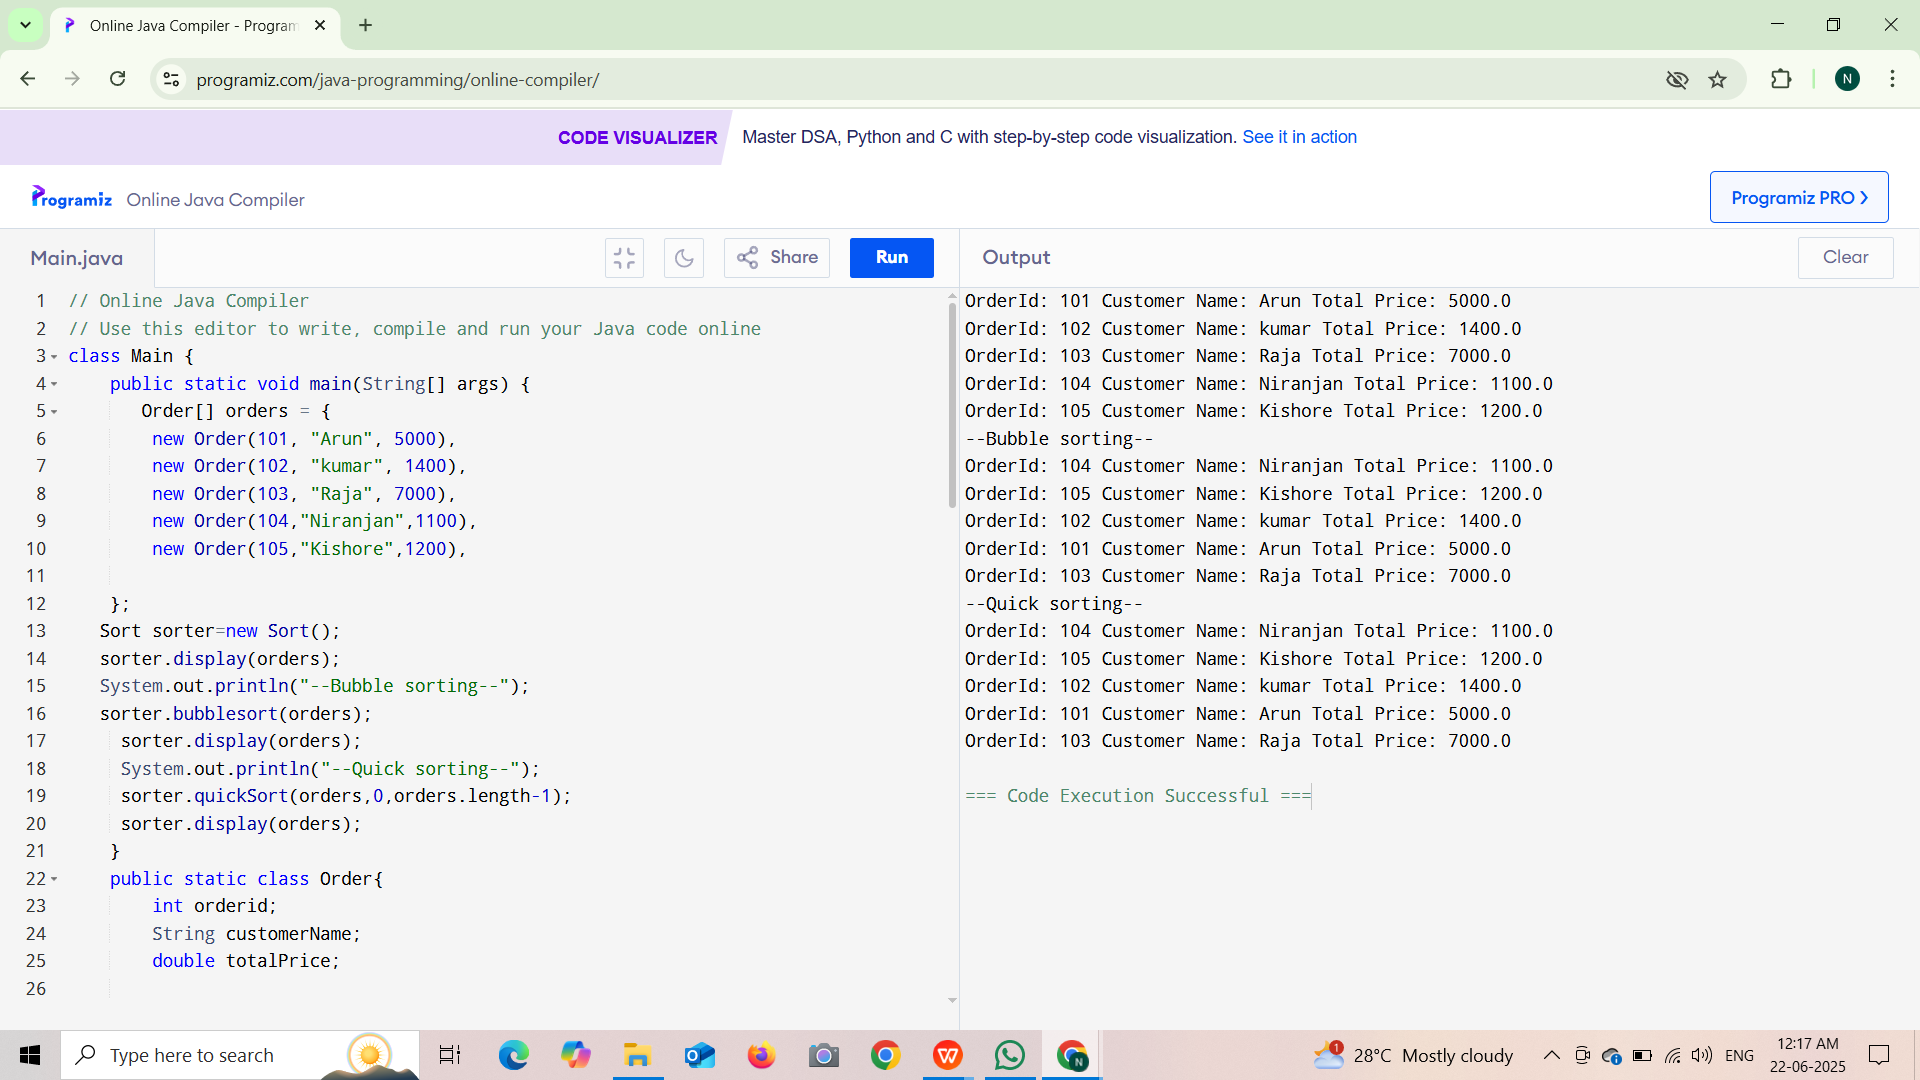 Online Java Compiler - Program
programiz.com/java-programming/online-compiler/
N
CODE VISUALIZER Master DSA, Python and C with step-by-step code visualization. See it in action
Programiz Online Java Compiler
Programiz PRO
Main.java
Share
Run
Output
Clear
1 // Online Java Compiler
2 // Use this editor to write, compile and run your Java code online
3 class Main {
4 public static void main(String[] args) {
5 Order[] orders = {
6 new Order(101, "Arun", 5000),
7 new Order(102, "kumar", 1400),
8 new Order(103, "Raja", 7000),
9 new Order(104,"Niranjan",1100),
10 new Order(105,"Kishore",1200),
11
12 };
13 Sort sorter=new Sort();
14 sorter.display(orders);
15 System.out.println("--Bubble sorting--");
16 sorter.bubblesort(orders);
17 sorter.display(orders);
18 System.out.println("--Quick sorting--");
19 sorter.quickSort(orders,0,orders.length-1);
20 sorter.display(orders);
21 }
22 public static class Order{
23 int orderid;
24 String customerName;
25 double totalPrice;
26
OrderId: 101 Customer Name: Arun Total Price: 5000.0
OrderId: 102 Customer Name: kumar Total Price: 1400.0
OrderId: 103 Customer Name: Raja Total Price: 7000.0
OrderId: 104 Customer Name: Niranjan Total Price: 1100.0
OrderId: 105 Customer Name: Kishore Total Price: 1200.0
--Bubble sorting--
OrderId: 104 Customer Name: Niranjan Total Price: 1100.0
OrderId: 105 Customer Name: Kishore Total Price: 1200.0
OrderId: 102 Customer Name: kumar Total Price: 1400.0
OrderId: 101 Customer Name: Arun Total Price: 5000.0
OrderId: 103 Customer Name: Raja Total Price: 7000.0
--Quick sorting--
OrderId: 104 Customer Name: Niranjan Total Price: 1100.0
OrderId: 105 Customer Name: Kishore Total Price: 1200.0
OrderId: 102 Customer Name: kumar Total Price: 1400.0
OrderId: 101 Customer Name: Arun Total Price: 5000.0
OrderId: 103 Customer Name: Raja Total Price: 7000.0
=== Code Execution Successful ===
Type here to search
1
28°C Mostly cloudy
ENG
12:17 AM
22-06-2025